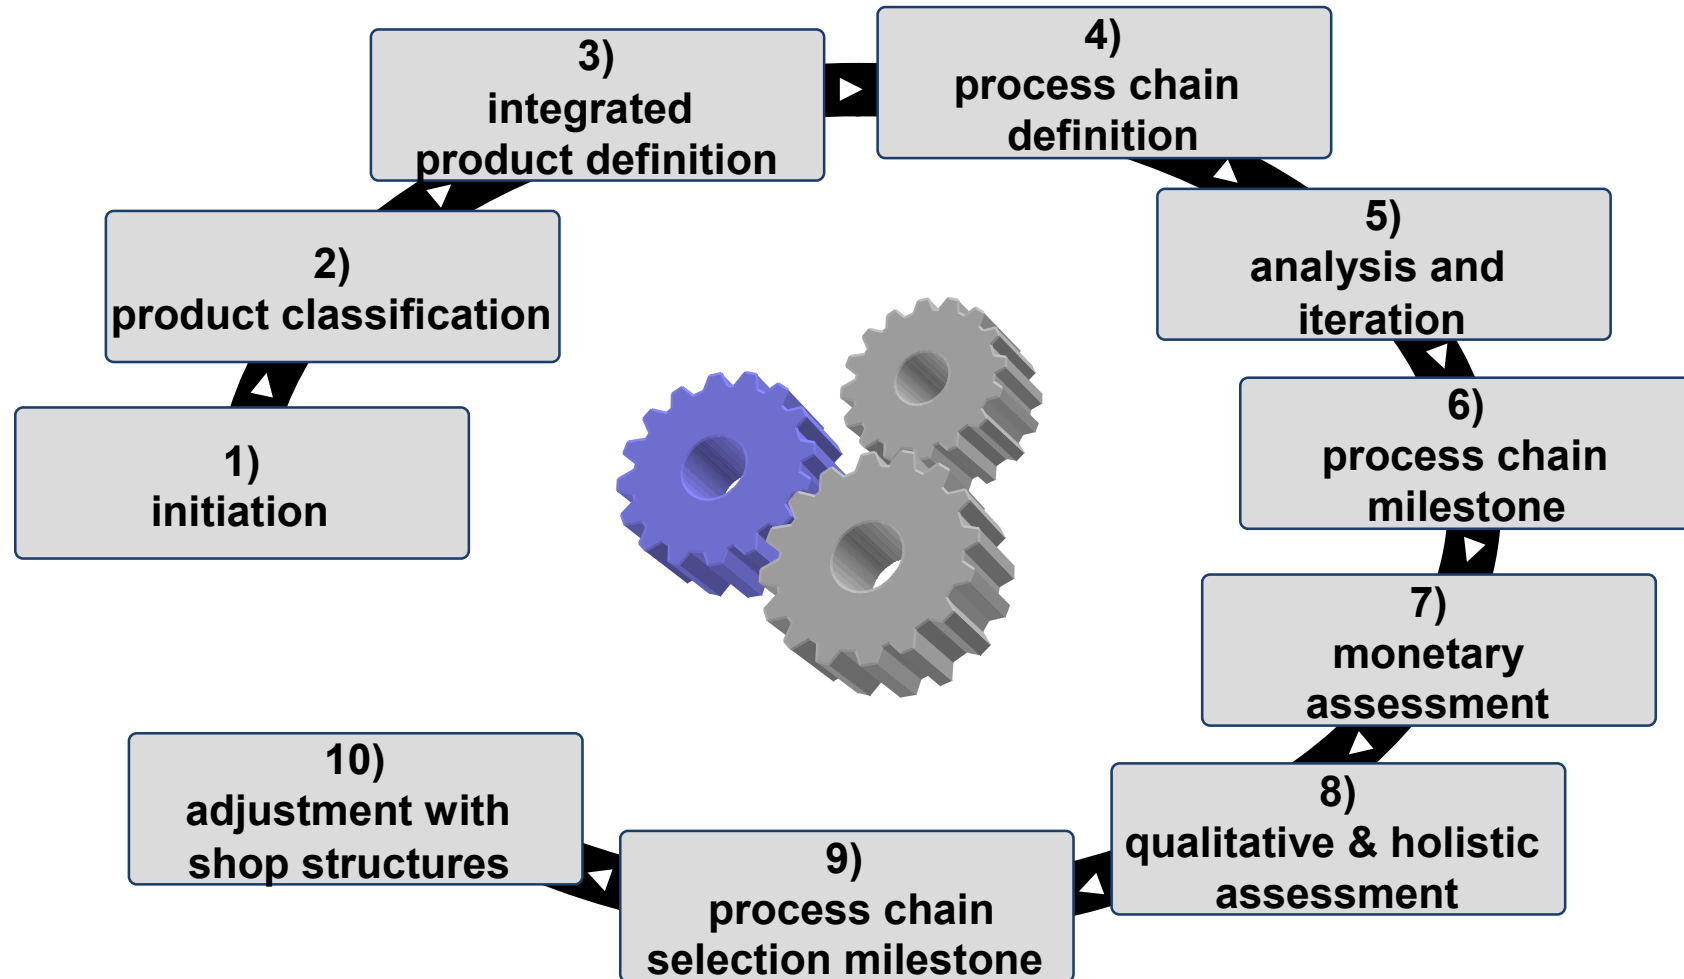 1)
initiation
2)
product classification
3)
integrated
product definition
4)
process chain
definition
5)
analysis and
iteration
6)
process chain
milestone
7)
monetary
assessment
8)
qualitative & holistic
assessment
9)
process chain
selection milestone
10)
adjustment with
shop structures